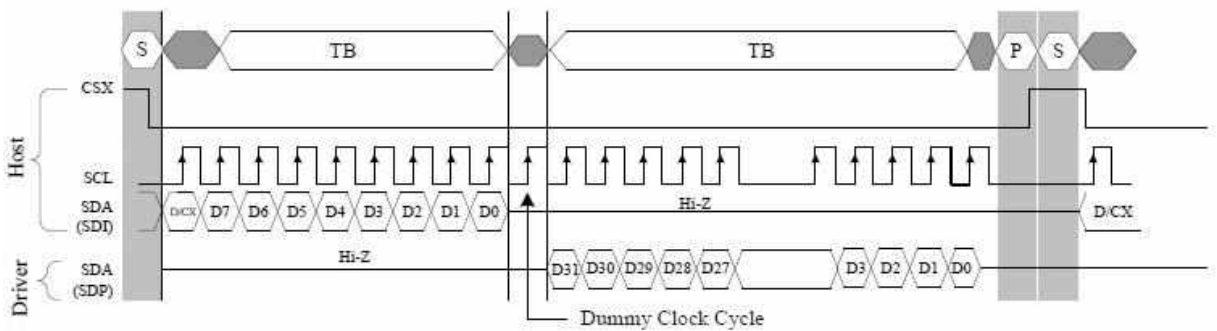 S TB TB P S
CSX
Host
SCL
SDA D/CX D7 D6 D5 D4 D3 D2 D1 D0 Hi-Z D/CX
(SDI)
Hi-Z
Driver
SDA D31 D30 D29 D28 D27 D3 D2 D1 D0
(SDP)
Dummy Clock Cycle